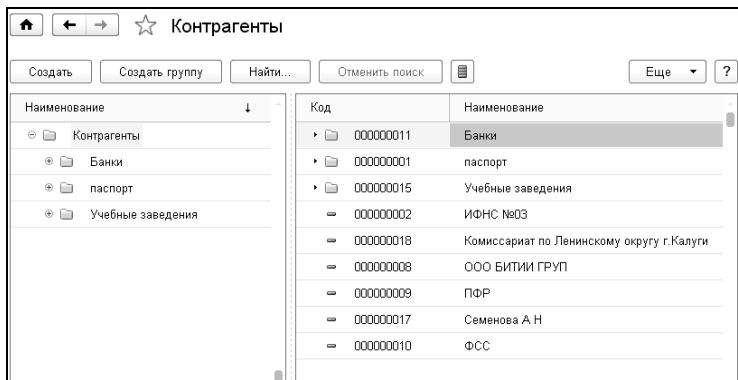 Контрагенты
Создать Создать группу Найти... Отменить поиск Еще ?
Наименование ↓ Код Наименование
Контрагенты 000000011 Банки
Банки 000000001 паспорт
паспорт 000000015 Учебные заведения
Учебные заведения 000000002 ИФНС №03
000000018 Комиссариат по Ленинскому округу г.Калуги
000000008 ООО БИТИИ ГРУП
000000009 ПФР
000000017 Семенова А Н
000000010 ФСС